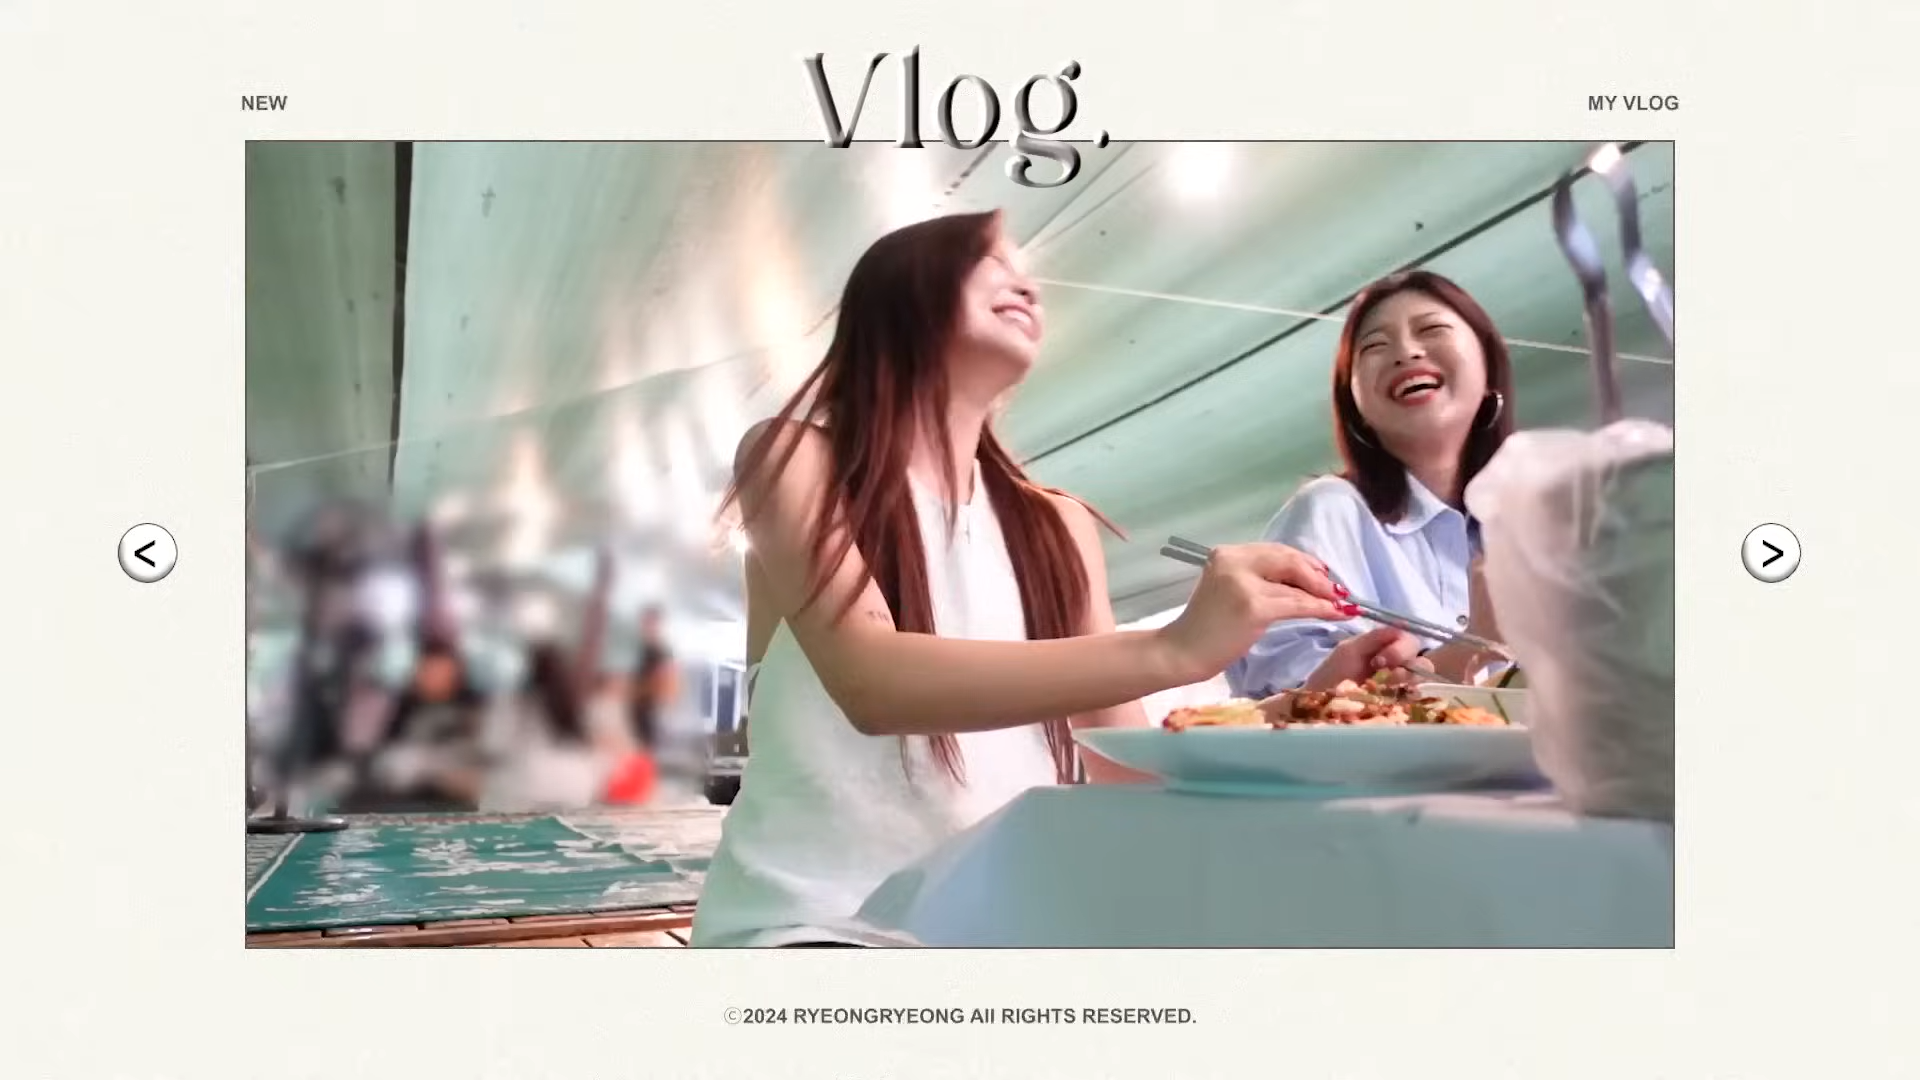 Vlog.
NEW
MY VLOG
<
>
©2024 RYEONGRYEONG All RIGHTS RESERVED.